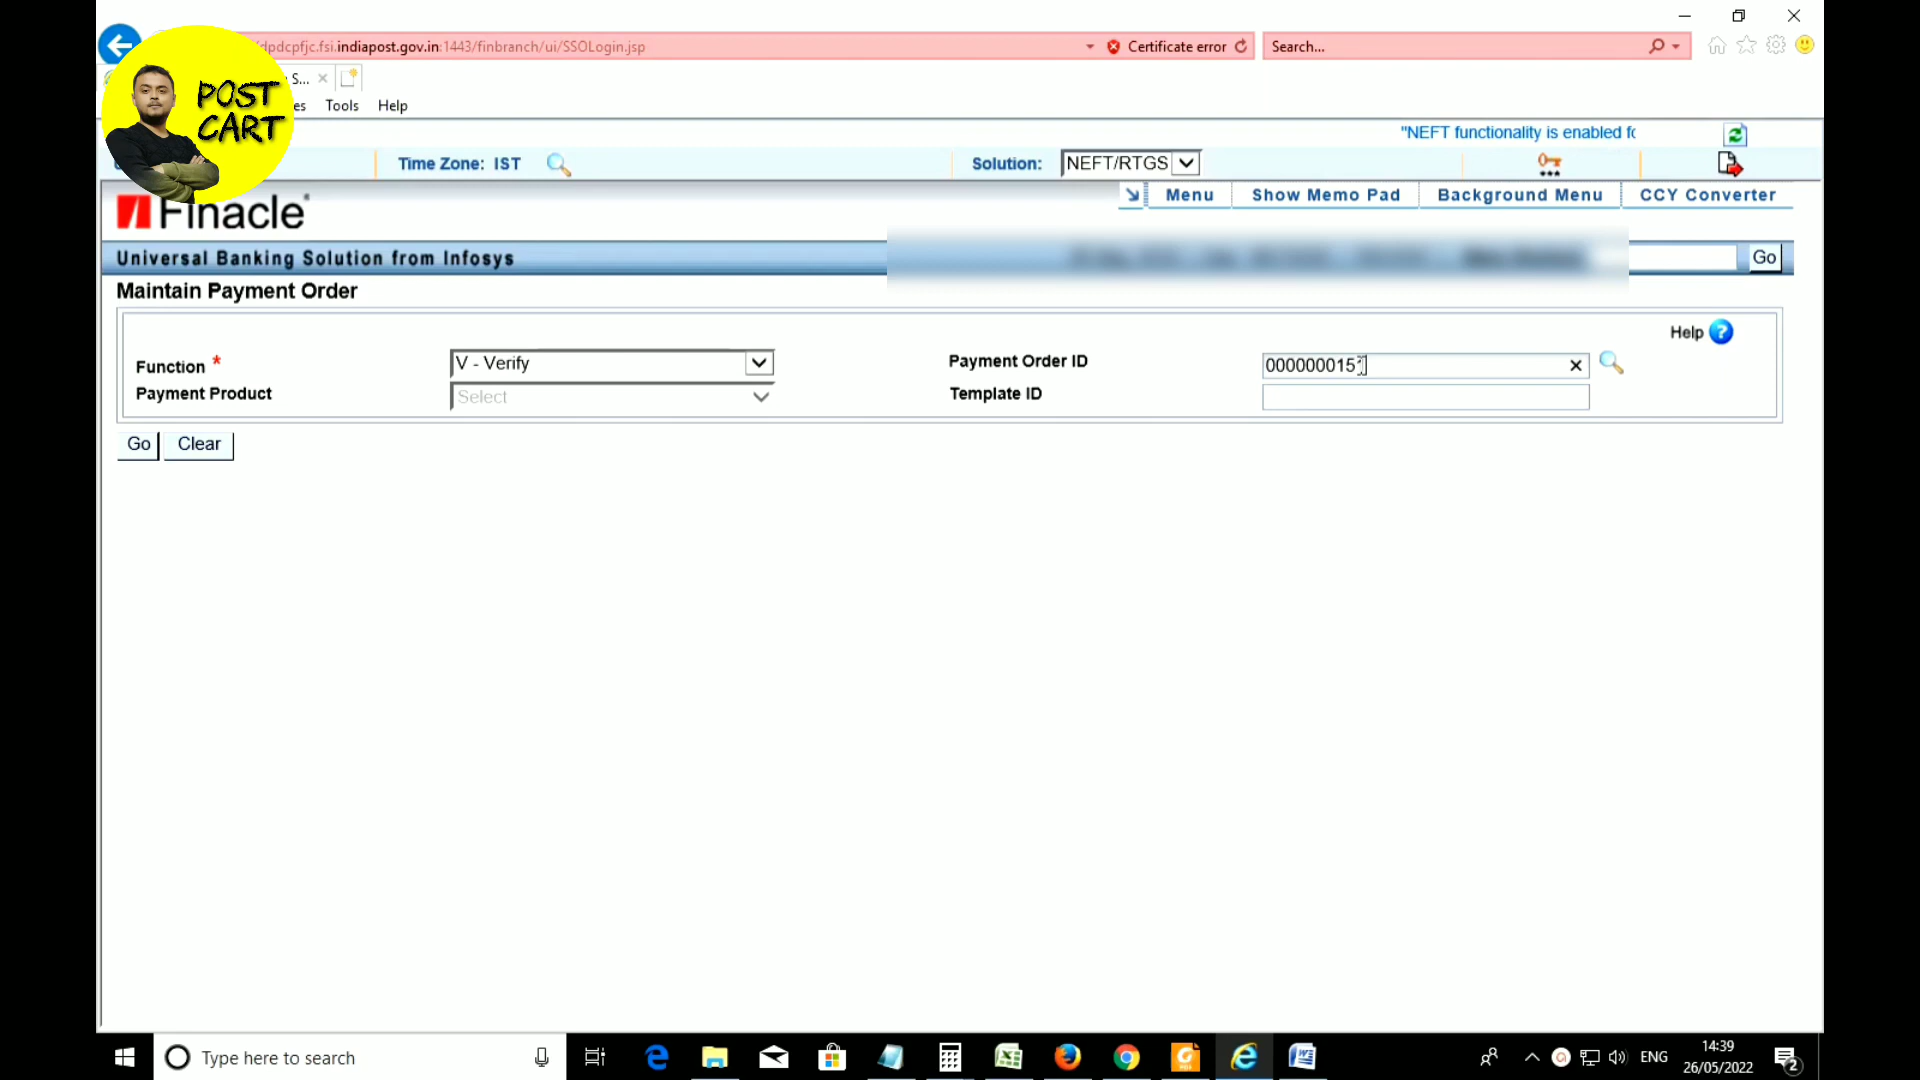 dpdcpfjc.fsi.indiapost.gov.in:1443/finbranch/ui/SSOLogin.jsp
Certificate error
Search...
POST
CART
S...
es Tools Help
"NEFT functionality is enabled fo
Time Zone: IST
Solution: NEFT/RTGS
Menu
Show Memo Pad
Background Menu
CCY Converter
Finacle
Universal Banking Solution from Infosys
Go
Maintain Payment Order
Help
Function * V - Verify
Payment Order ID
Payment Product Select
Template ID
Go Clear
Type here to search
ENG
14:39
26/05/2022
2